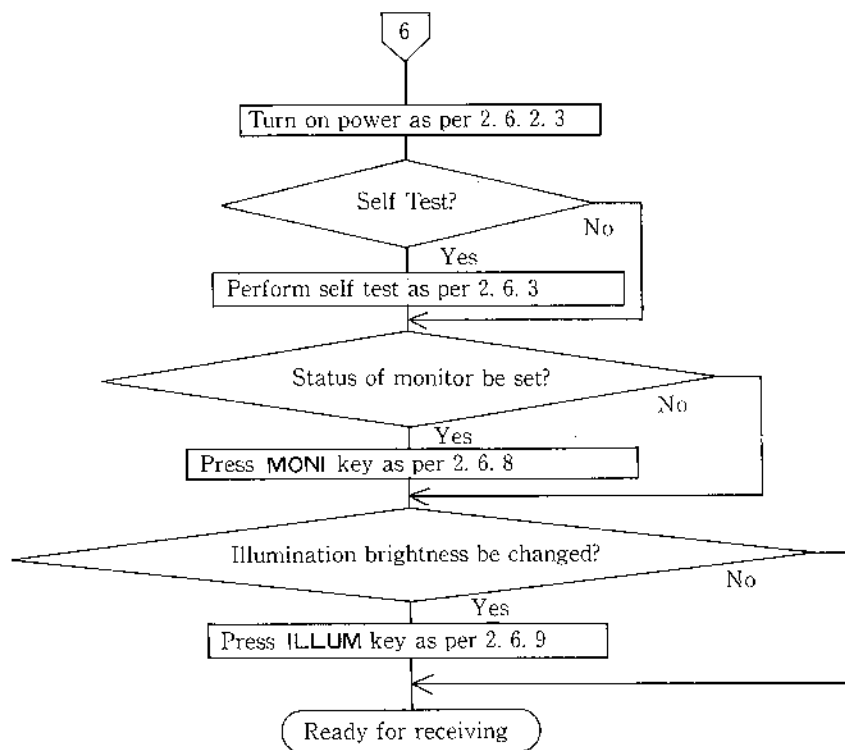 6
Turn on power as per 2. 6. 2. 3
Self Test?
No
Yes
Perform self test as per 2. 6. 3
Status of monitor be set?
No
Yes
Press MONI key as per 2. 6. 8
Illumination brightness be changed?
No
Yes
Press ILLUM key as per 2. 6. 9
Ready for receiving